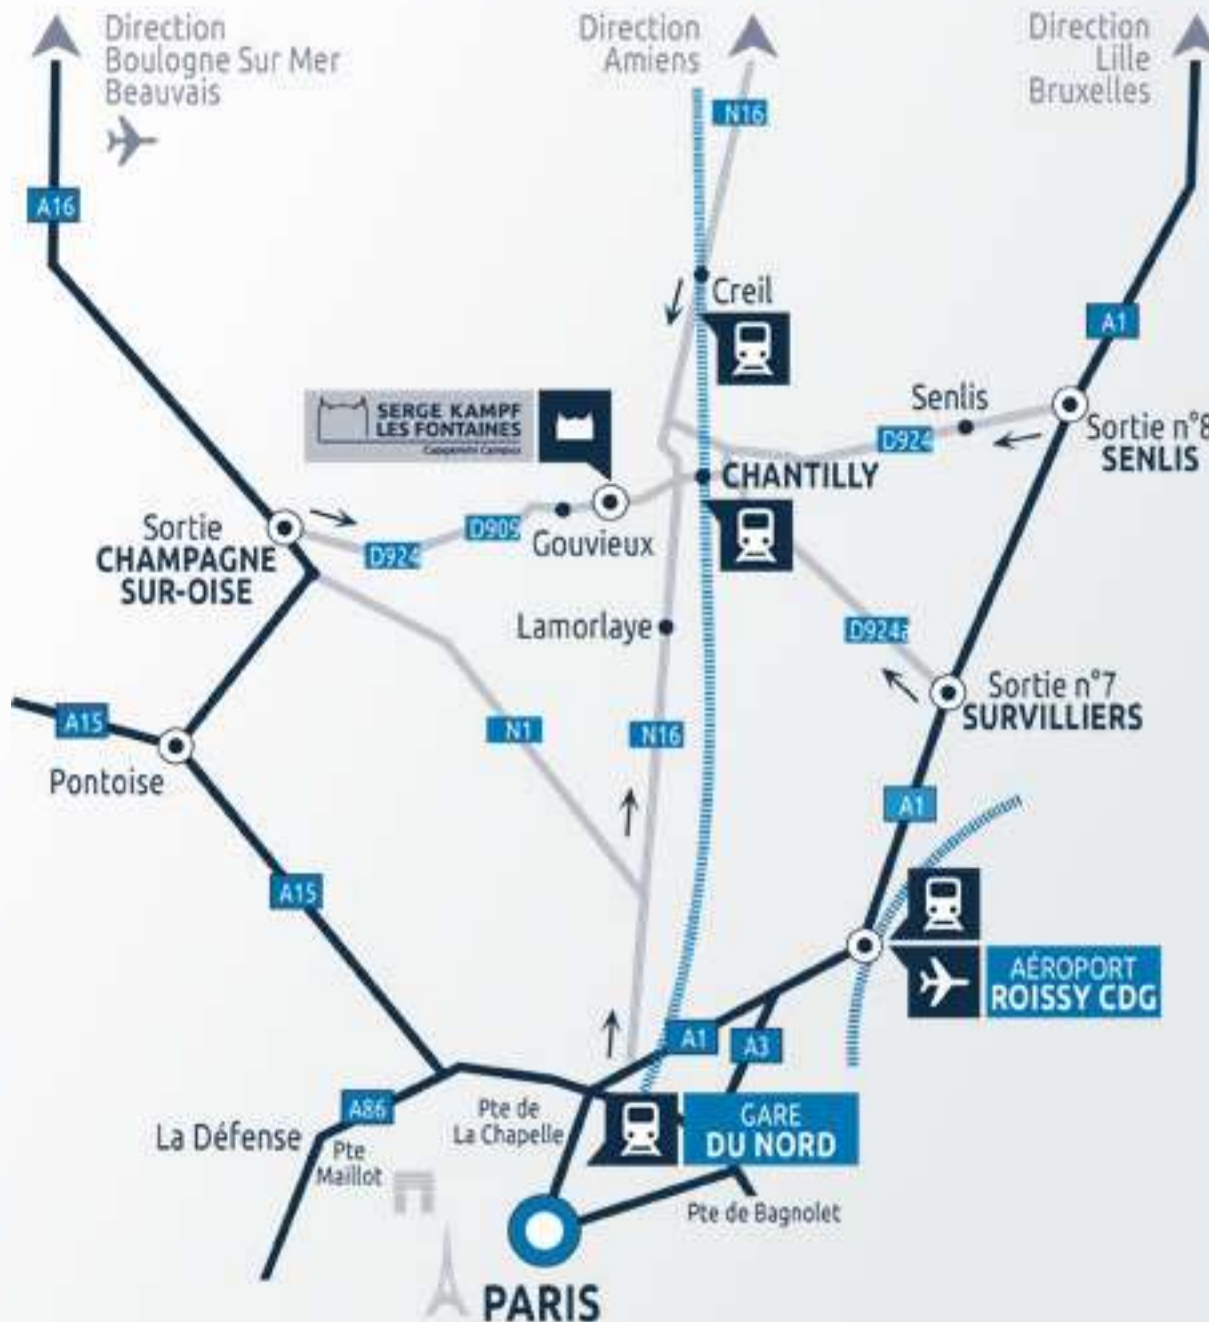 Direction
Boulogne Sur Mer
Beauvais
Direction
Amiens
Direction
Lille
Bruxelles
N16
A16
Creil
A1
SERGE KAMPF
LES FONTAINES
Capgemini Campus
Senlis
D924
Sortie n°8
SENLIS
CHANTILLY
Sortie
CHAMPAGNE
SUR-OISE
D909
D924
Gouvieux
Lamorlaye
D924a
Sortie n°7
SURVILLIERS
A15
N1
N16
Pontoise
A1
A15
AÉROPORT
ROISSY CDG
A1
A3
A86
Pte de
La Chapelle
GARE
DU NORD
La Défense
Pte
Maillot
Pte de Bagnolet
PARIS